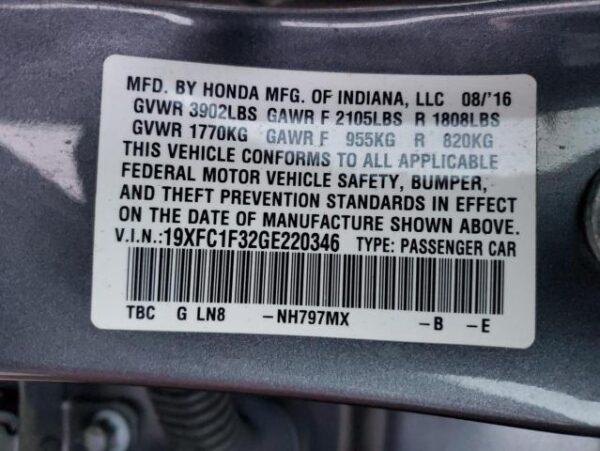 MFD. BY HONDA MFG. OF INDIANA, LLC 08/'16
GVWR 3902LBS GAWR F 2105LBS R 1808LBS
GVWR 1770KG GAWR F 955KG R 820KG
THIS VEHICLE CONFORMS TO ALL APPLICABLE
FEDERAL MOTOR VEHICLE SAFETY, BUMPER,
AND THEFT PREVENTION STANDARDS IN EFFECT
ON THE DATE OF MANUFACTURE SHOWN ABOVE.
V.I.N.:19XFC1F32GE220346 TYPE: PASSENGER CAR
TBC G LN8 -NH797MX -B -E